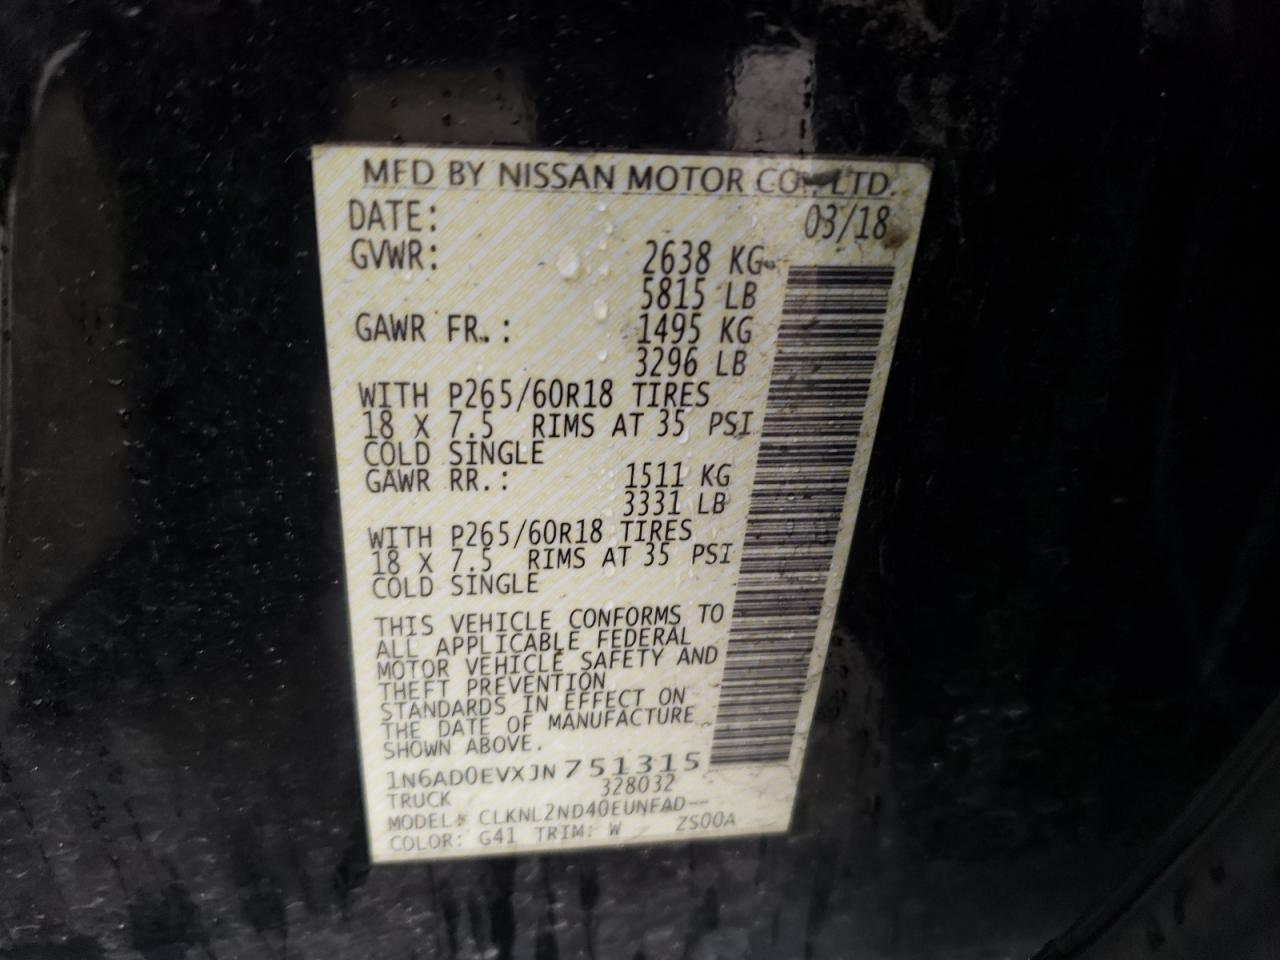 MFD BY NISSAN MOTOR CO., LTD.
DATE: 03/18
GVWR: 2638 KG
5815 LB
GAWR FR.: 1495 KG
3296 LB
WITH P265/60R18 TIRES
18 X 7.5 RIMS AT 35 PSI
COLD SINGLE
GAWR RR.: 1511 KG
3331 LB
WITH P265/60R18 TIRES
18 X 7.5 RIMS AT 35 PSI
COLD SINGLE
THIS VEHICLE CONFORMS TO
ALL APPLICABLE FEDERAL
MOTOR VEHICLE SAFETY AND
THEFT PREVENTION
STANDARDS IN EFFECT ON
THE DATE OF MANUFACTURE
SHOWN ABOVE.
1N6AD0EVXJN751315
TRUCK 328032
MODEL: CLKNL2ND40EUNEAD--
COLOR: G41 TRIM: W ZS00A